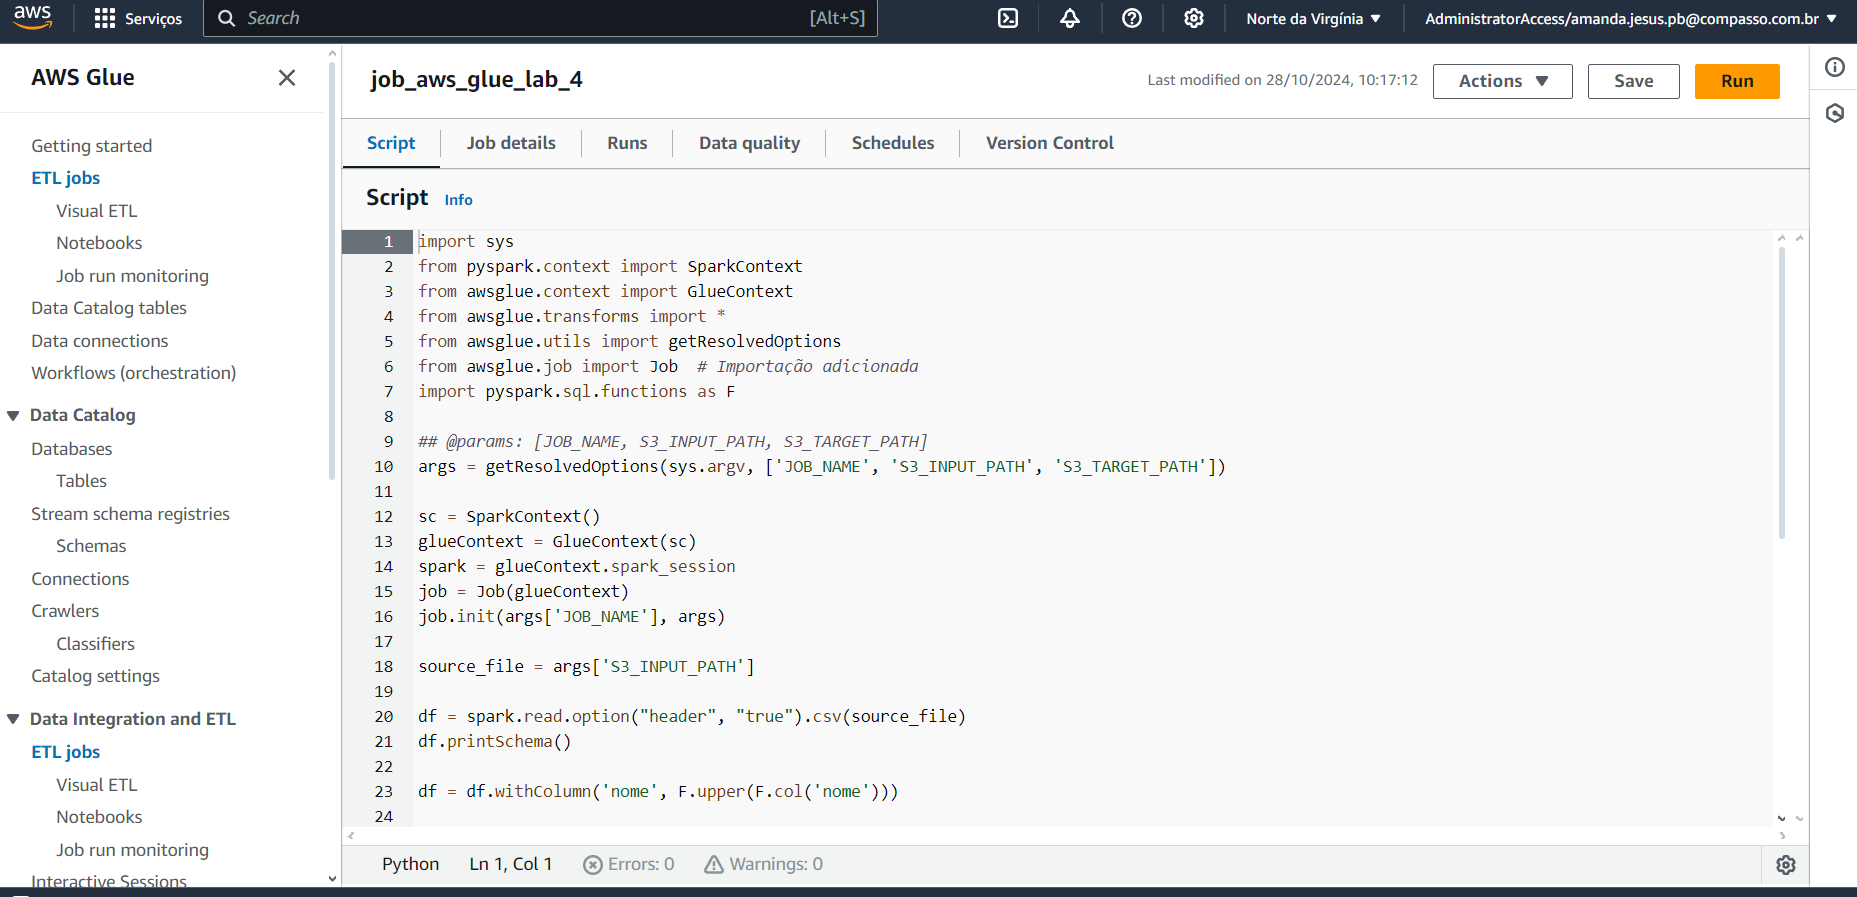 aws
Serviços
Search
[Alt+S]
Norte da Virgínia ▼
AdministratorAccess/amanda.jesus.pb@compasso.com.br ▼
AWS Glue
Getting started
ETL jobs
Visual ETL
Notebooks
Job run monitoring
Data Catalog tables
Data connections
Workflows (orchestration)
Data Catalog
Databases
Tables
Stream schema registries
Schemas
Connections
Crawlers
Classifiers
Catalog settings
Data Integration and ETL
ETL jobs
Visual ETL
Notebooks
Job run monitoring
Interactive Sessions
job_aws_glue_lab_4
Last modified on 28/10/2024, 10:17:12
Actions ▼
Save
Run
Script
Job details
Runs
Data quality
Schedules
Version Control
Script Info
1 import sys
2 from pyspark.context import SparkContext
3 from awsglue.context import GlueContext
4 from awsglue.transforms import *
5 from awsglue.utils import getResolvedOptions
6 from awsglue.job import Job  # Importação adicionada
7 import pyspark.sql.functions as F
8
9 ## @params: [JOB_NAME, S3_INPUT_PATH, S3_TARGET_PATH]
10 args = getResolvedOptions(sys.argv, ['JOB_NAME', 'S3_INPUT_PATH', 'S3_TARGET_PATH'])
11
12 sc = SparkContext()
13 glueContext = GlueContext(sc)
14 spark = glueContext.spark_session
15 job = Job(glueContext)
16 job.init(args['JOB_NAME'], args)
17
18 source_file = args['S3_INPUT_PATH']
19
20 df = spark.read.option("header", "true").csv(source_file)
21 df.printSchema()
22
23 df = df.withColumn('nome', F.upper(F.col('nome')))
24
Python
Ln 1, Col 1
Errors: 0
Warnings: 0